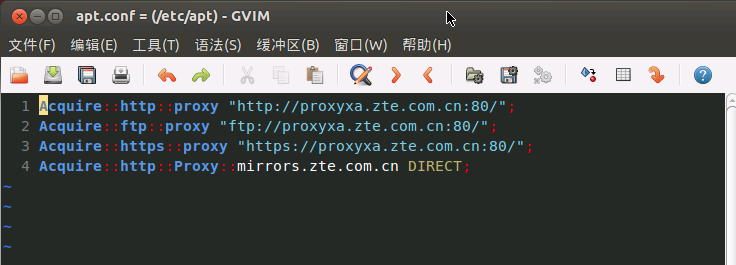 apt.conf = (/etc/apt) - GVIM
文件(F) 编辑(E) 工具(T) 语法(S) 缓冲区(B) 窗口(W) 帮助(H)
1 Acquire::http::proxy "http://proxyxa.zte.com.cn:80/";
2 Acquire::ftp::proxy "ftp://proxyxa.zte.com.cn:80/";
3 Acquire::https::proxy "https://proxyxa.zte.com.cn:80/";
4 Acquire::http::Proxy::mirrors.zte.com.cn DIRECT;
~
~
~
~